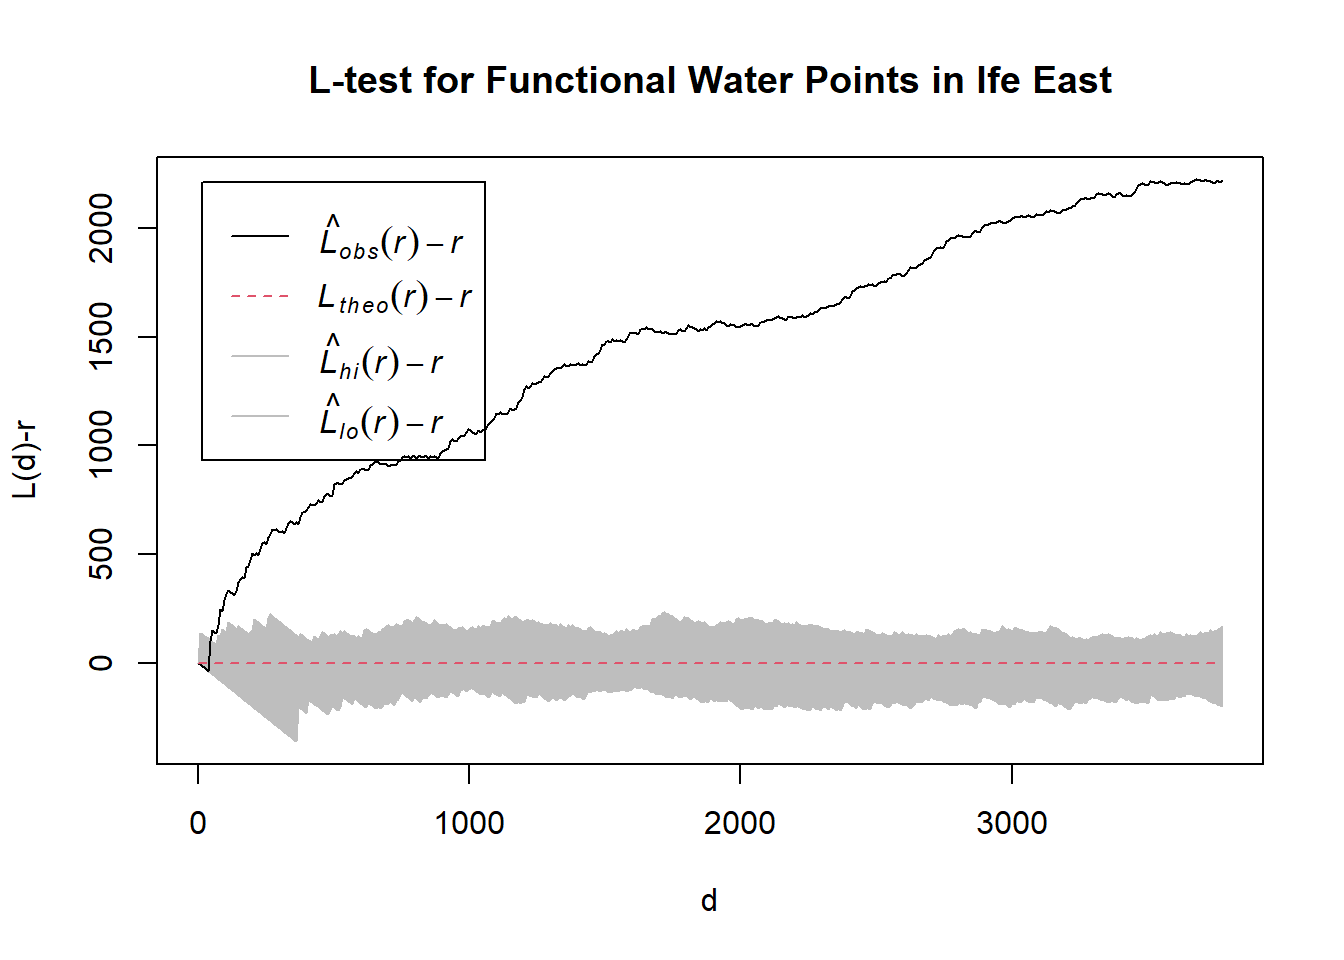 L-test for Functional Water Points in Ife East
L̂obs(r) − r
Ltheo(r) − r
L̂hi(r) − r
L̂lo(r) − r
L(d)-r
2000
1500
1000
500
0
0 1000 2000 3000
d